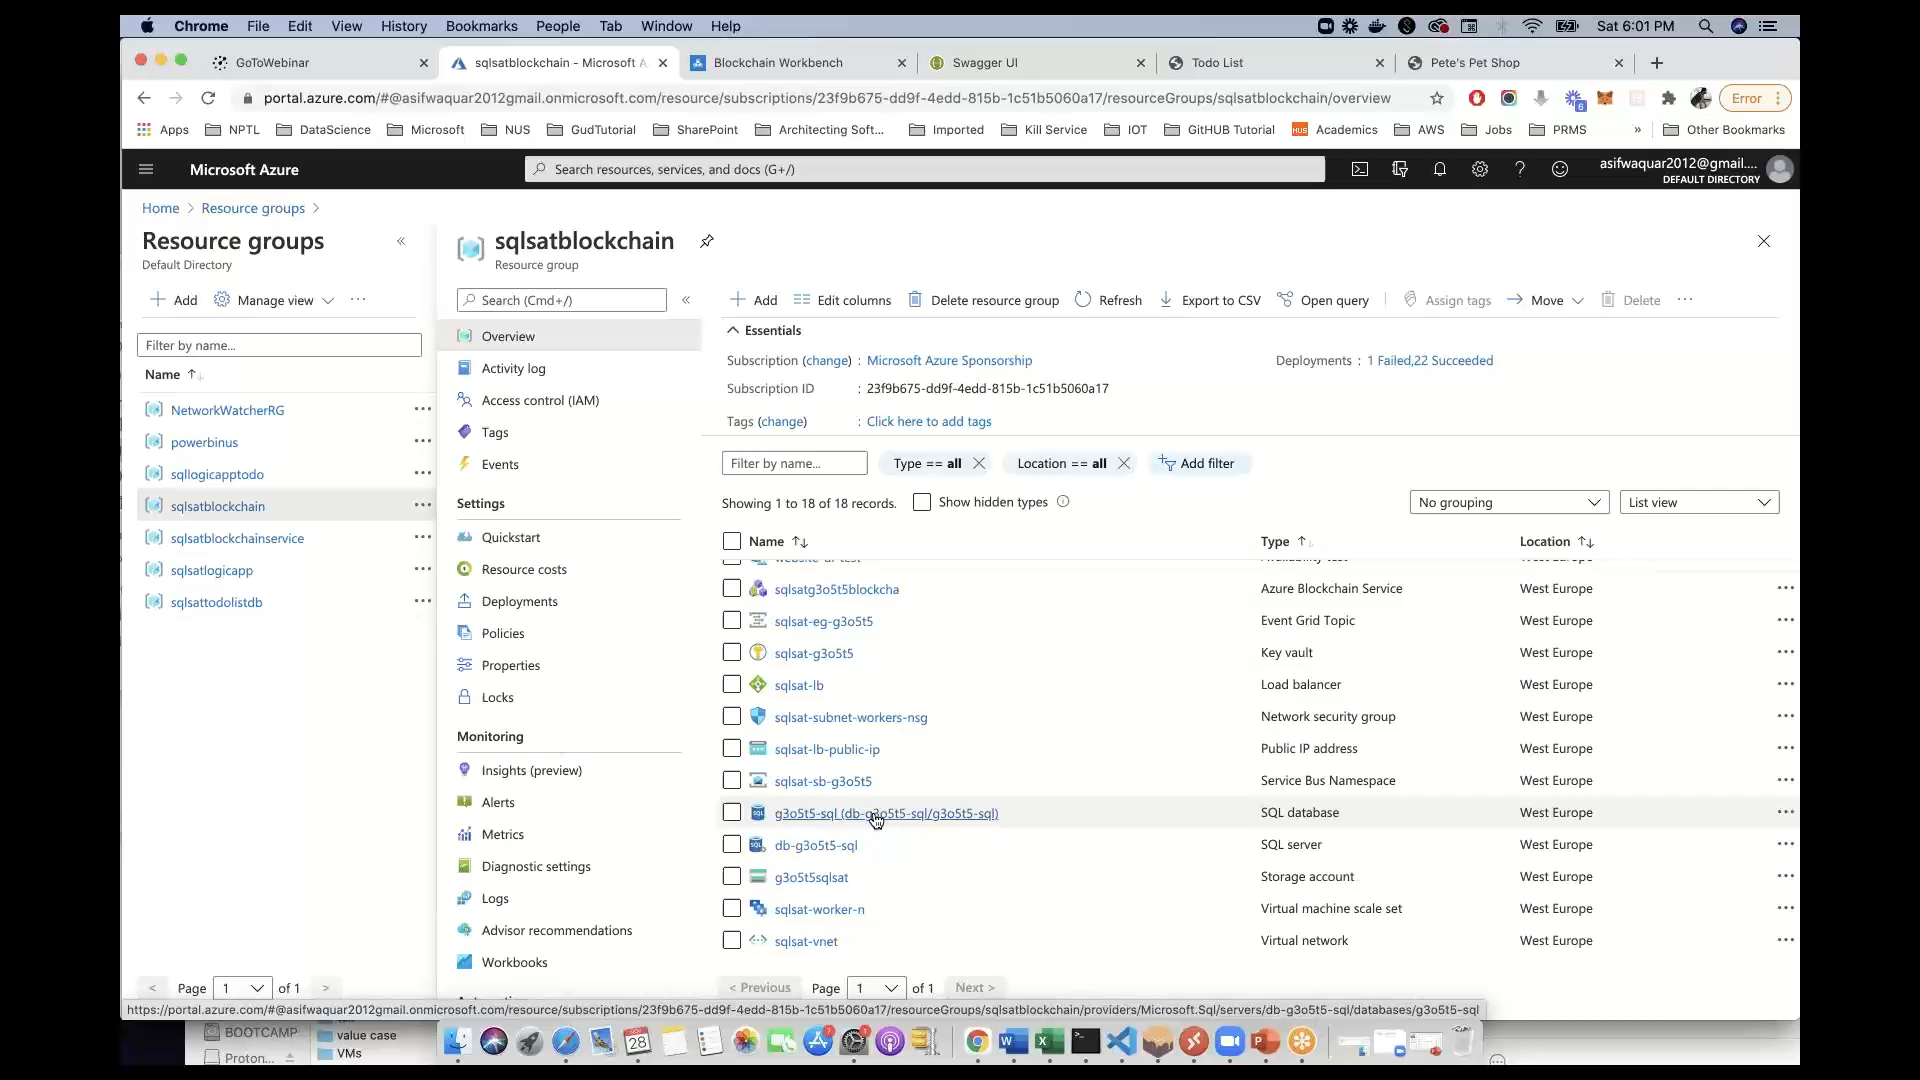 Chrome File Edit View History Bookmarks People Tab Window Help
Sat 6:01 PM
GoToWebinar
sqlsatblockchain - Microsoft A
Blockchain Workbench
Swagger UI
Todo List
Pete's Pet Shop
portal.azure.com/#@asifwaquar2012gmail.onmicrosoft.com/resource/subscriptions/23f9b675-dd9f-4edd-815b-1c51b5060a17/resourceGroups/sqlsatblockchain/overview
6
Error
Apps NPTL DataScience Microsoft NUS GudTutorial SharePoint Architecting Soft... Imported Kill Service IOT GitHUB Tutorial NUS Academics AWS Jobs PRMS » Other Bookmarks
Microsoft Azure
Search resources, services, and docs (G+/)
asifwaquar2012@gmail....
DEFAULT DIRECTORY
Home > Resource groups >
Resource groups
Default Directory
Add Manage view ...
Filter by name...
Name
NetworkWatcherRG
powerbinus
sqllogicapptodo
sqlsatblockchain
sqlsatblockchainservice
sqlsatlogicapp
sqlsattodolistdb
< Page 1 of 1 >
sqlsatblockchain
Resource group
Search (Cmd+/)
Overview
Activity log
Access control (IAM)
Tags
Events
Settings
Quickstart
Resource costs
Deployments
Policies
Properties
Locks
Monitoring
Insights (preview)
Alerts
Metrics
Diagnostic settings
Logs
Advisor recommendations
Workbooks
Add Edit columns Delete resource group Refresh Export to CSV Open query Assign tags Move Delete ...
Essentials
Subscription (change) : Microsoft Azure Sponsorship
Deployments : 1 Failed,22 Succeeded
Subscription ID : 23f9b675-dd9f-4edd-815b-1c51b5060a17
Tags (change) : Click here to add tags
Filter by name... Type == all Location == all Add filter
Showing 1 to 18 of 18 records. Show hidden types
No grouping List view
Name Type Location
sqlsatg3o5t5blockcha Azure Blockchain Service West Europe
sqlsat-eg-g3o5t5 Event Grid Topic West Europe
sqlsat-g3o5t5 Key vault West Europe
sqlsat-lb Load balancer West Europe
sqlsat-subnet-workers-nsg Network security group West Europe
sqlsat-lb-public-ip Public IP address West Europe
sqlsat-sb-g3o5t5 Service Bus Namespace West Europe
g3o5t5-sql (db-g3o5t5-sql/g3o5t5-sql) SQL database West Europe
db-g3o5t5-sql SQL server West Europe
g3o5t5sqlsat Storage account West Europe
sqlsat-worker-n Virtual machine scale set West Europe
sqlsat-vnet Virtual network West Europe
< Previous Page 1 of 1 Next >
https://portal.azure.com/#@asifwaquar2012gmail.onmicrosoft.com/resource/subscriptions/23f9b675-dd9f-4edd-815b-1c51b5060a17/resourceGroups/sqlsatblockchain/providers/Microsoft.Sql/servers/db-g3o5t5-sql/databases/g3o5t5-sql
BOOTCAMP
Proton...
value case
VMs
28